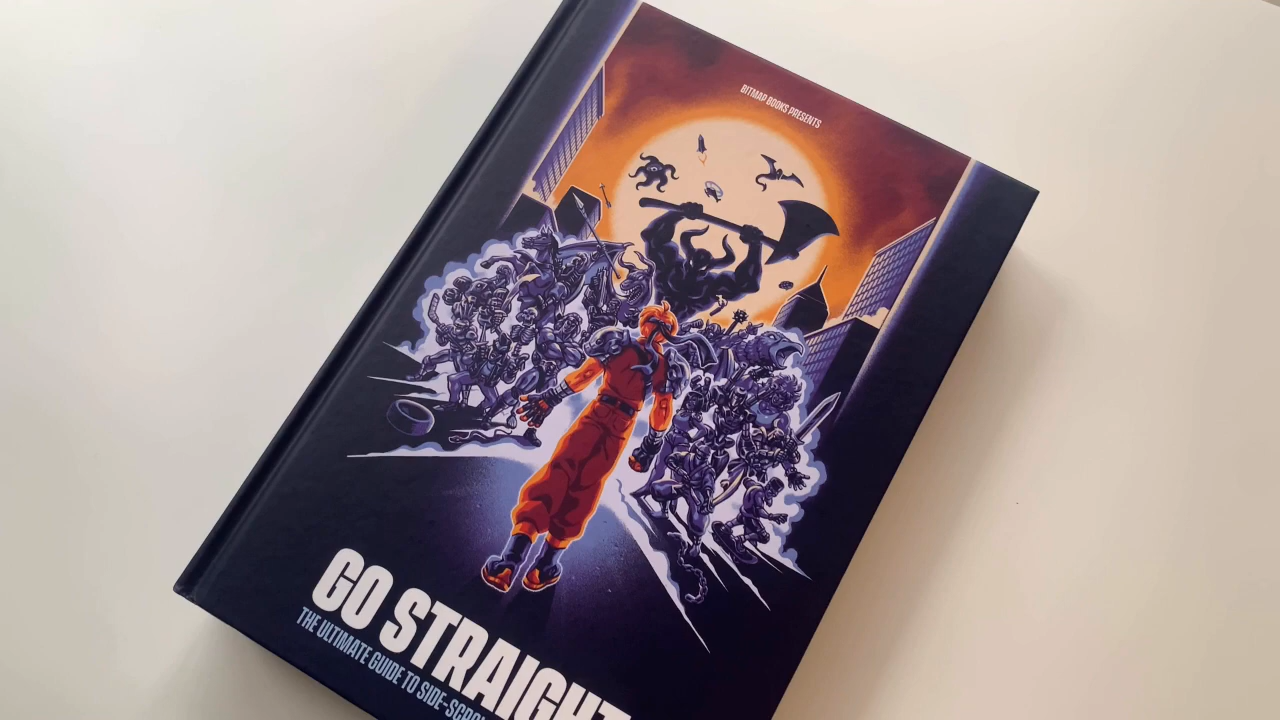 BITMAP BOOKS PRESENTS
GO STRAIGHT
THE ULTIMATE GUIDE TO SIDE-SCRO